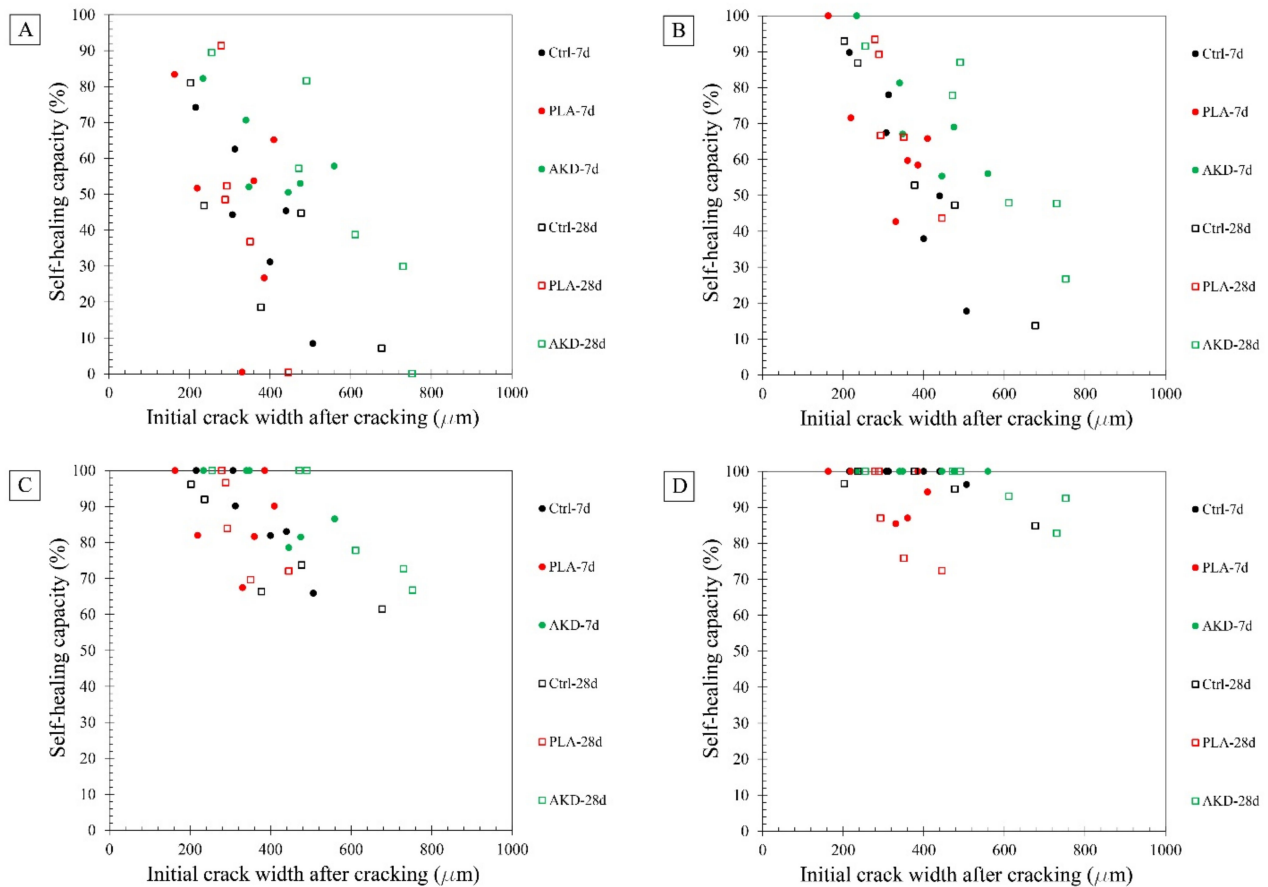 A
Self-healing capacity (%)
100
90
80
70
60
50
40
30
20
10
0
0 200 400 600 800 1000
Initial crack width after cracking (μm)
Ctrl-7d
PLA-7d
AKD-7d
Ctrl-28d
PLA-28d
AKD-28d
B
Self-healing capacity (%)
100
90
80
70
60
50
40
30
20
10
0
0 200 400 600 800 1000
Initial crack width after cracking (μm)
Ctrl-7d
PLA-7d
AKD-7d
Ctrl-28d
PLA-28d
AKD-28d
C
Self-healing capacity (%)
100
90
80
70
60
50
40
30
20
10
0
0 200 400 600 800 1000
Initial crack width after cracking (μm)
Ctrl-7d
PLA-7d
AKD-7d
Ctrl-28d
PLA-28d
AKD-28d
D
Self-healing capacity (%)
100
90
80
70
60
50
40
30
20
10
0
0 200 400 600 800 1000
Initial crack width after cracking (μm)
Ctrl-7d
PLA-7d
AKD-7d
Ctrl-28d
PLA-28d
AKD-28d